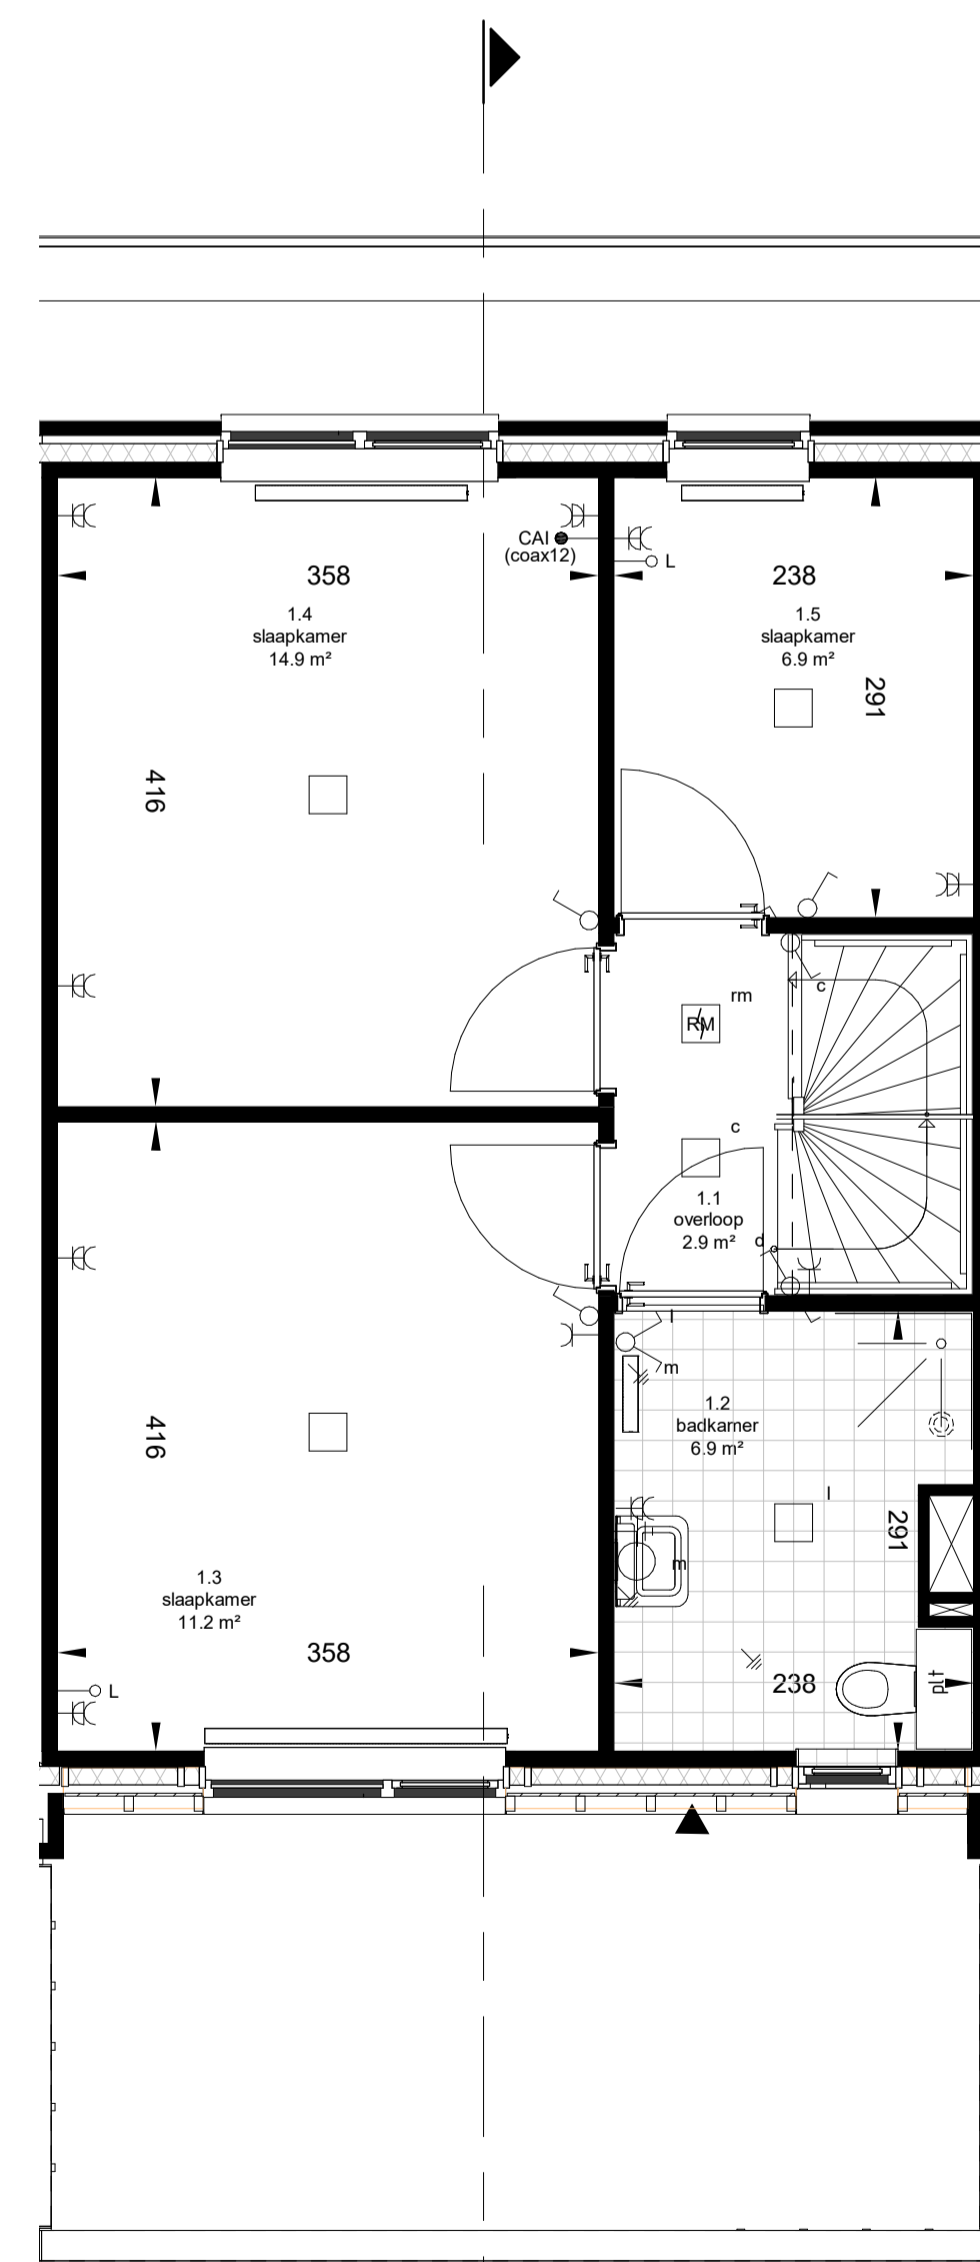 CAI
(coax12)
L
358
238
1.4
slaapkamer
14.9 m²
1.5
slaapkamer
6.9 m²
291
416
rm
c
RM
c
1.1
overloop
2.9 m²
d
l
m
1.2
badkamer
6.9 m²
416
l
291
m
1.3
slaapkamer
11.2 m²
358
238
plt
L